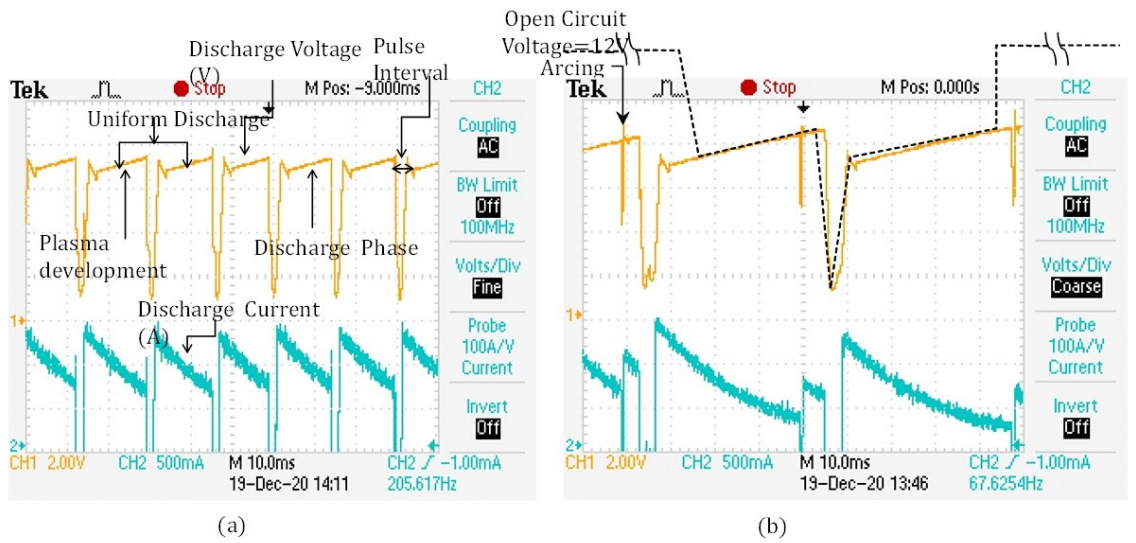 Discharge Voltage
(V)
Pulse
Interval
Tek
Stop
M Pos: -9.000ms
CH2
Uniform Discharge
Coupling
AC
BW Limit
Off
100MHz
Plasma
development
Discharge Phase
Volts/Div
Fine
Discharge Current
(A)
1
Probe
100A/V
Current
Invert
Off
2
CH1 2.00V
CH2 500mA
M 10.0ms
CH2 -1.00mA
19-Dec-20 14:11
205.617Hz
(a)
Open Circuit
Voltage=12V
Arcing
Tek
Stop
M Pos: 0.000s
CH2
Coupling
AC
BW Limit
Off
100MHz
Volts/Div
Coarse
1
Probe
100A/V
Current
Invert
Off
2
CH1 2.00V
CH2 500mA
M 10.0ms
CH2 -1.00mA
19-Dec-20 13:46
67.6254Hz
(b)